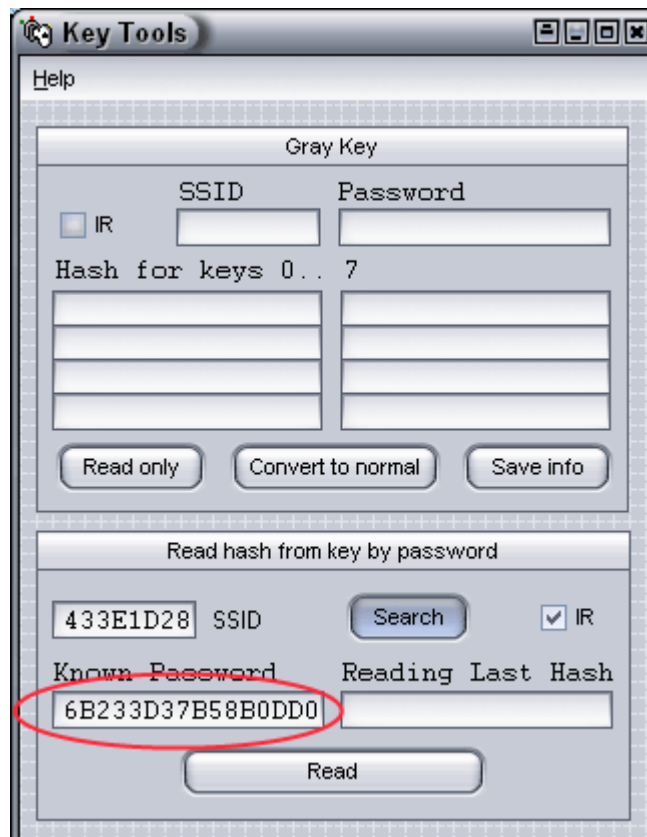 Key Tools
Help
Gray Key
SSID Password
IR
Hash for keys 0.. 7
Read only Convert to normal Save info
Read hash from key by password
433E1D28 SSID Search IR
Known Password Reading Last Hash
6B233D37B58B0DD0
Read